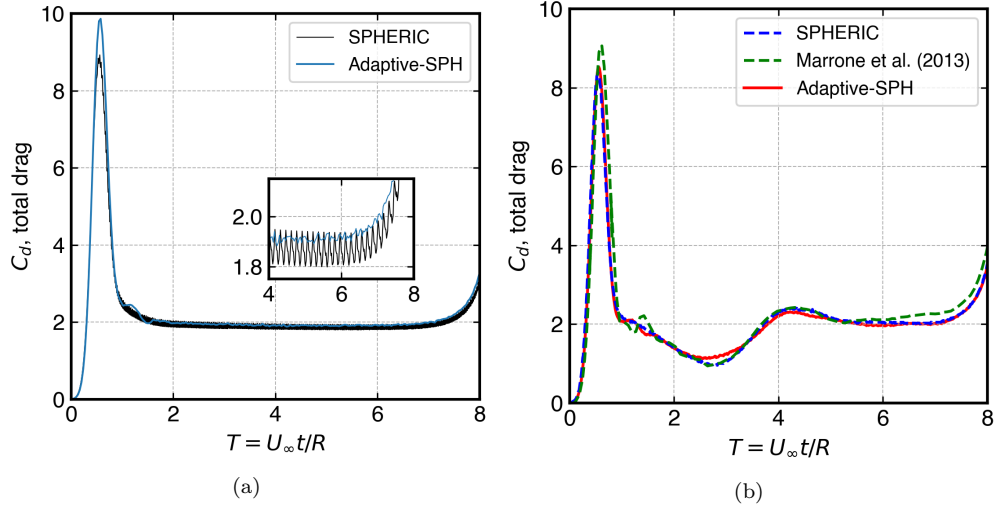 10
8
6
4
2
0
C_d, total drag
SPHERIC
Adaptive-SPH
2.0
1.8
4 6 8
0 2 4 6 8
T = U_∞t/R
(a)
10
8
6
4
2
0
C_d, total drag
SPHERIC
Marrone et al. (2013)
Adaptive-SPH
0 2 4 6 8
T = U_∞t/R
(b)